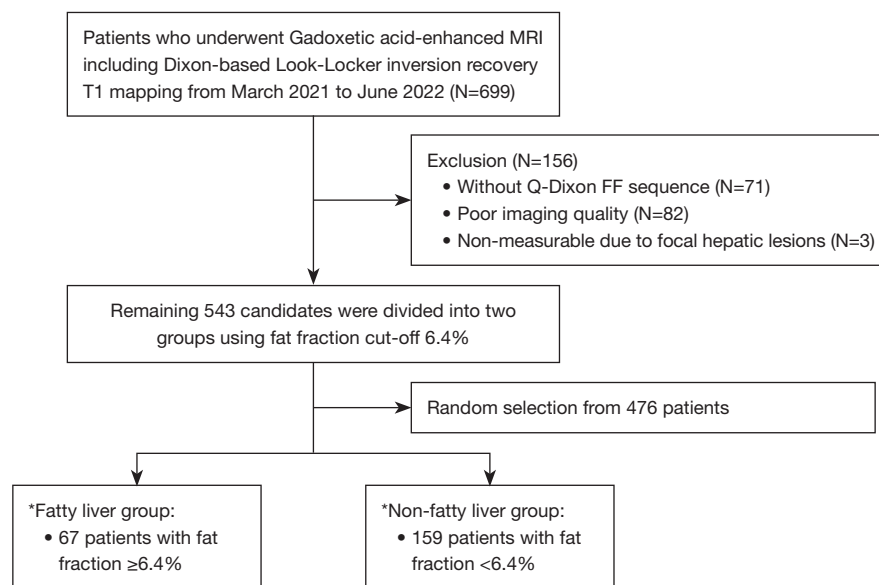 Patients who underwent Gadoxetic acid-enhanced MRI
including Dixon-based Look-Locker inversion recovery
T1 mapping from March 2021 to June 2022 (N=699)
Exclusion (N=156)
• Without Q-Dixon FF sequence (N=71)
• Poor imaging quality (N=82)
• Non-measurable due to focal hepatic lesions (N=3)
Remaining 543 candidates were divided into two
groups using fat fraction cut-off 6.4%
Random selection from 476 patients
*Fatty liver group:
• 67 patients with fat
fraction ≥6.4%
*Non-fatty liver group:
• 159 patients with fat
fraction <6.4%